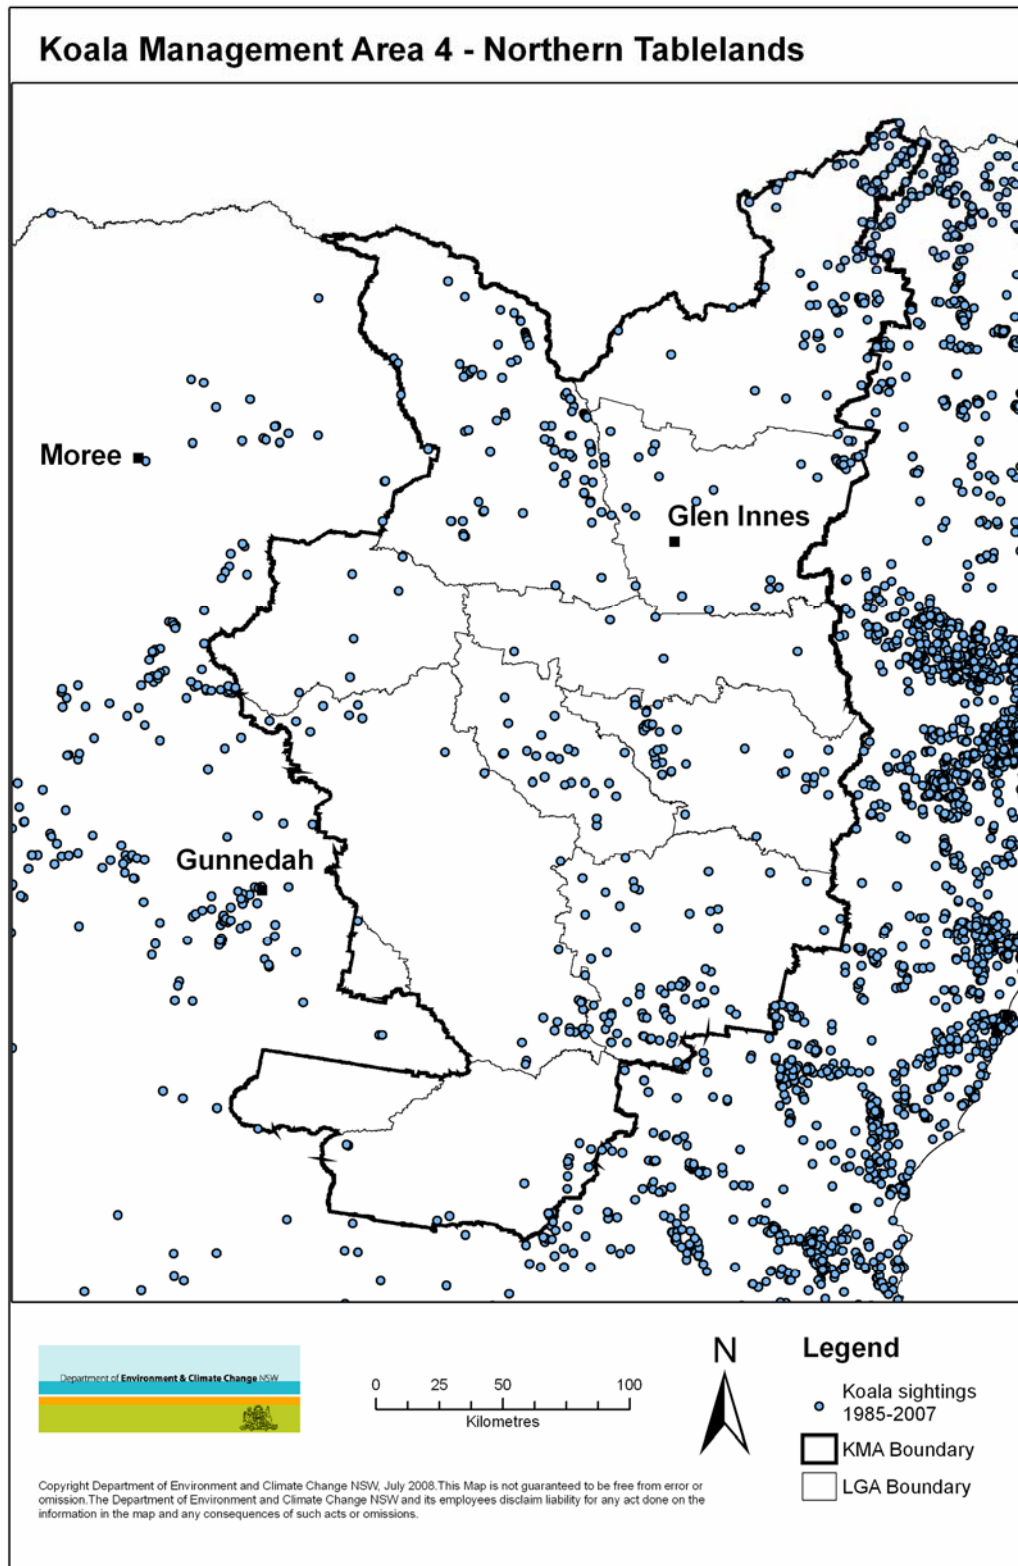 Koala Management Area 4 - Northern Tablelands
Moree
Glen Innes
Gunnedah
Department of Environment & Climate Change NSW
0 25 50 100
Kilometres
N
Legend
Koala sightings
1985-2007
KMA Boundary
LGA Boundary
Copyright Department of Environment and Climate Change NSW, July 2008.This Map is not guaranteed to be free from error or
omission.The Department of Environment and Climate Change NSW and its employees disclaim liability for any act done on the
information in the map and any consequences of such acts or omissions.